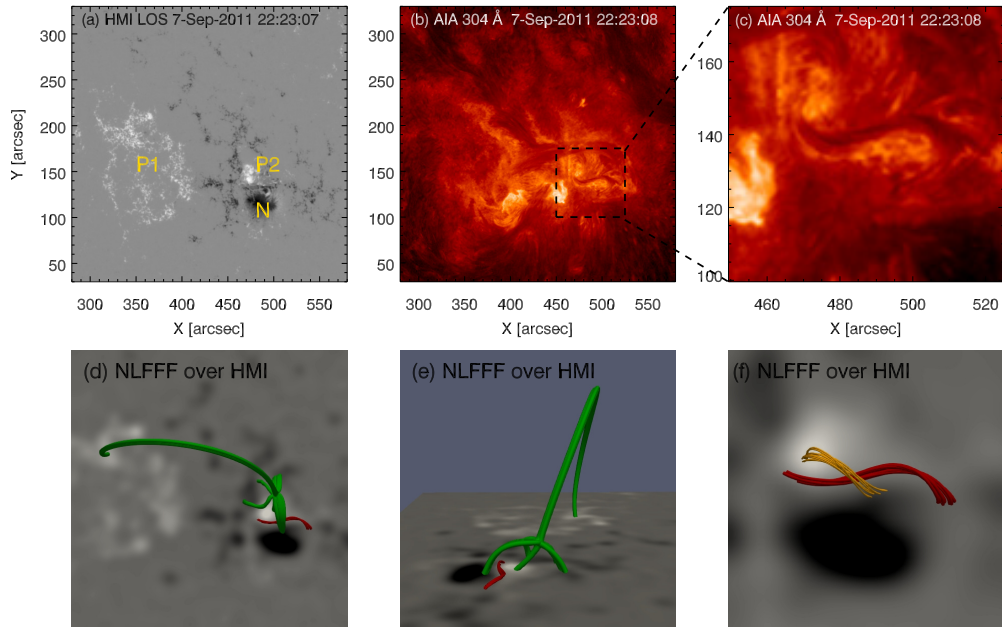 (a) HMI LOS 7-Sep-2011 22:23:07
(b) AIA 304 Å 7-Sep-2011 22:23:08
(c) AIA 304 Å 7-Sep-2011 22:23:08
Y [arcsec]
300
250
200
150
100
50
P1
P2
N
300 350 400 450 500 550
X [arcsec]
300
250
200
150
100
50
300 350 400 450 500 550
X [arcsec]
160
140
120
100
460 480 500 520
X [arcsec]
(d) NLFFF over HMI
(e) NLFFF over HMI
(f) NLFFF over HMI